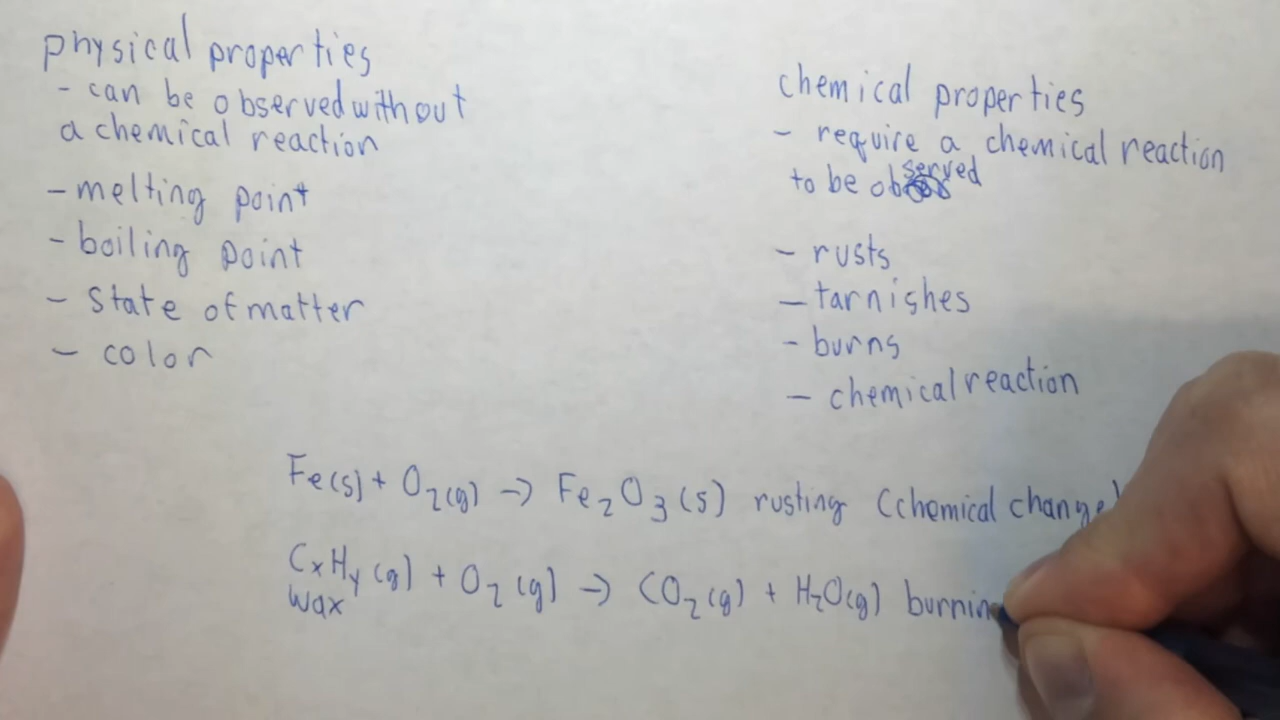 physical properties
- can be observed without
a chemical reaction
- melting point
- boiling point
- state of matter
- color
chemical properties
- require a chemical reaction
to be observed
- rusts
- tarnishes
- burns
- chemical reaction
Fe(s) + O₂(g) → Fe₂O₃(s) rusting (chemical change)
CₓHᵧ(g) + O₂(g) → CO₂(g) + H₂O(g) burnin
wax